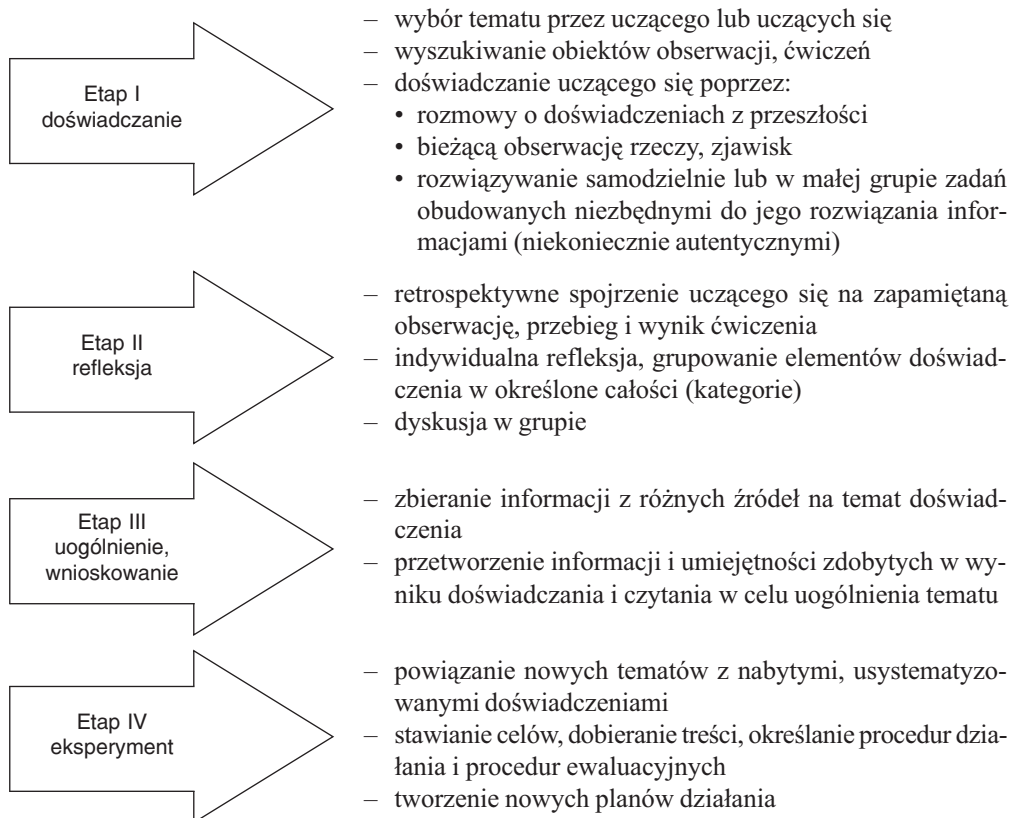 Etap I
doświadczanie
– wybór tematu przez uczącego lub uczących się
– wyszukiwanie obiektów obserwacji, ćwiczeń
– doświadczanie uczącego się poprzez:
• rozmowy o doświadczeniach z przeszłości
• bieżącą obserwację rzeczy, zjawisk
• rozwiązywanie samodzielnie lub w małej grupie zadań
obudowanych niezbędnymi do jego rozwiązania infor-
macjami (niekoniecznie autentycznymi)
Etap II
refleksja
– retrospektywne spojrzenie uczącego się na zapamiętaną
obserwację, przebieg i wynik ćwiczenia
– indywidualna refleksja, grupowanie elementów doświad-
czenia w określone całości (kategorie)
– dyskusja w grupie
Etap III
uogólnienie,
wnioskowanie
– zbieranie informacji z różnych źródeł na temat doświad-
czenia
– przetworzenie informacji i umiejętności zdobytych w wy-
niku doświadczania i czytania w celu uogólnienia tematu
Etap IV
eksperyment
– powiązanie nowych tematów z nabytymi, usystematyzo-
wanymi doświadczeniami
– stawianie celów, dobieranie treści, określanie procedur dzia-
łania i procedur ewaluacyjnych
– tworzenie nowych planów działania